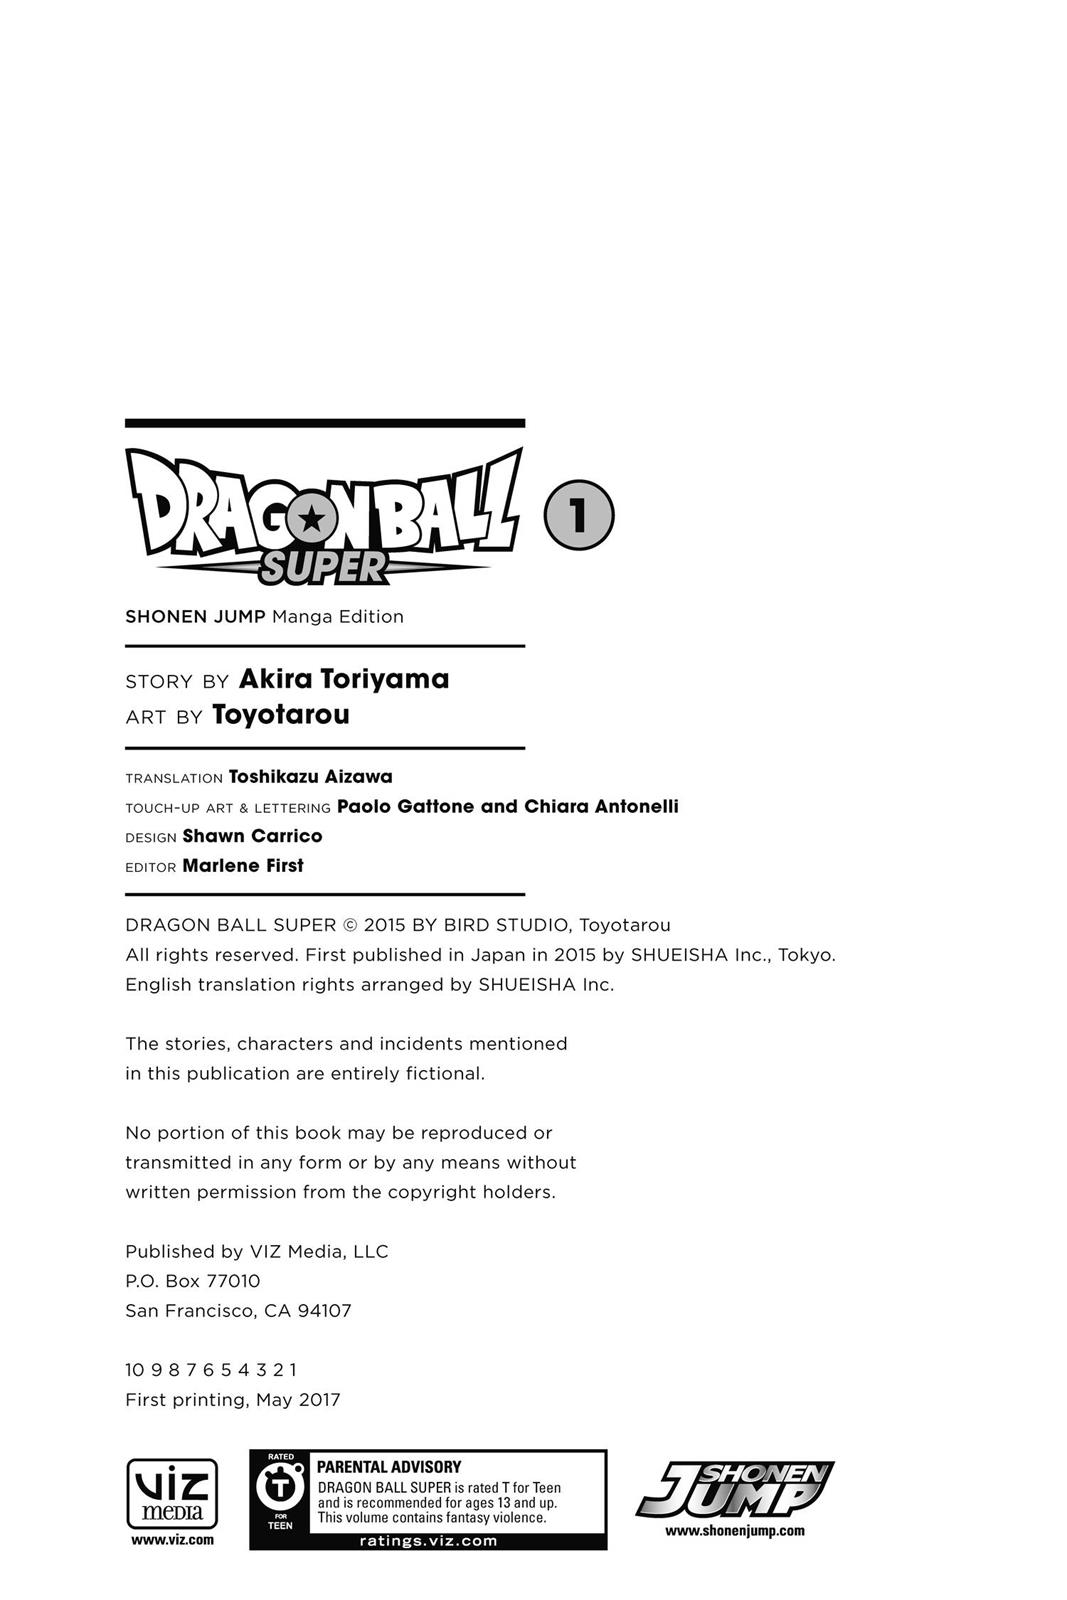 DRAGON BALL
SUPER
1
SHONEN JUMP Manga Edition
STORY BY Akira Toriyama
ART BY Toyotarou
TRANSLATION Toshikazu Aizawa
TOUCH-UP ART & LETTERING Paolo Gattone and Chiara Antonelli
DESIGN Shawn Carrico
EDITOR Marlene First
DRAGON BALL SUPER © 2015 BY BIRD STUDIO, Toyotarou
All rights reserved. First published in Japan in 2015 by SHUEISHA Inc., Tokyo.
English translation rights arranged by SHUEISHA Inc.
The stories, characters and incidents mentioned
in this publication are entirely fictional.
No portion of this book may be reproduced or
transmitted in any form or by any means without
written permission from the copyright holders.
Published by VIZ Media, LLC
P.O. Box 77010
San Francisco, CA 94107
10 9 8 7 6 5 4 3 2 1
First printing, May 2017
viz
media
www.viz.com
RATED
T
FOR
TEEN
PARENTAL ADVISORY
DRAGON BALL SUPER is rated T for Teen
and is recommended for ages 13 and up.
This volume contains fantasy violence.
ratings.viz.com
SHONEN
JUMP
www.shonenjump.com